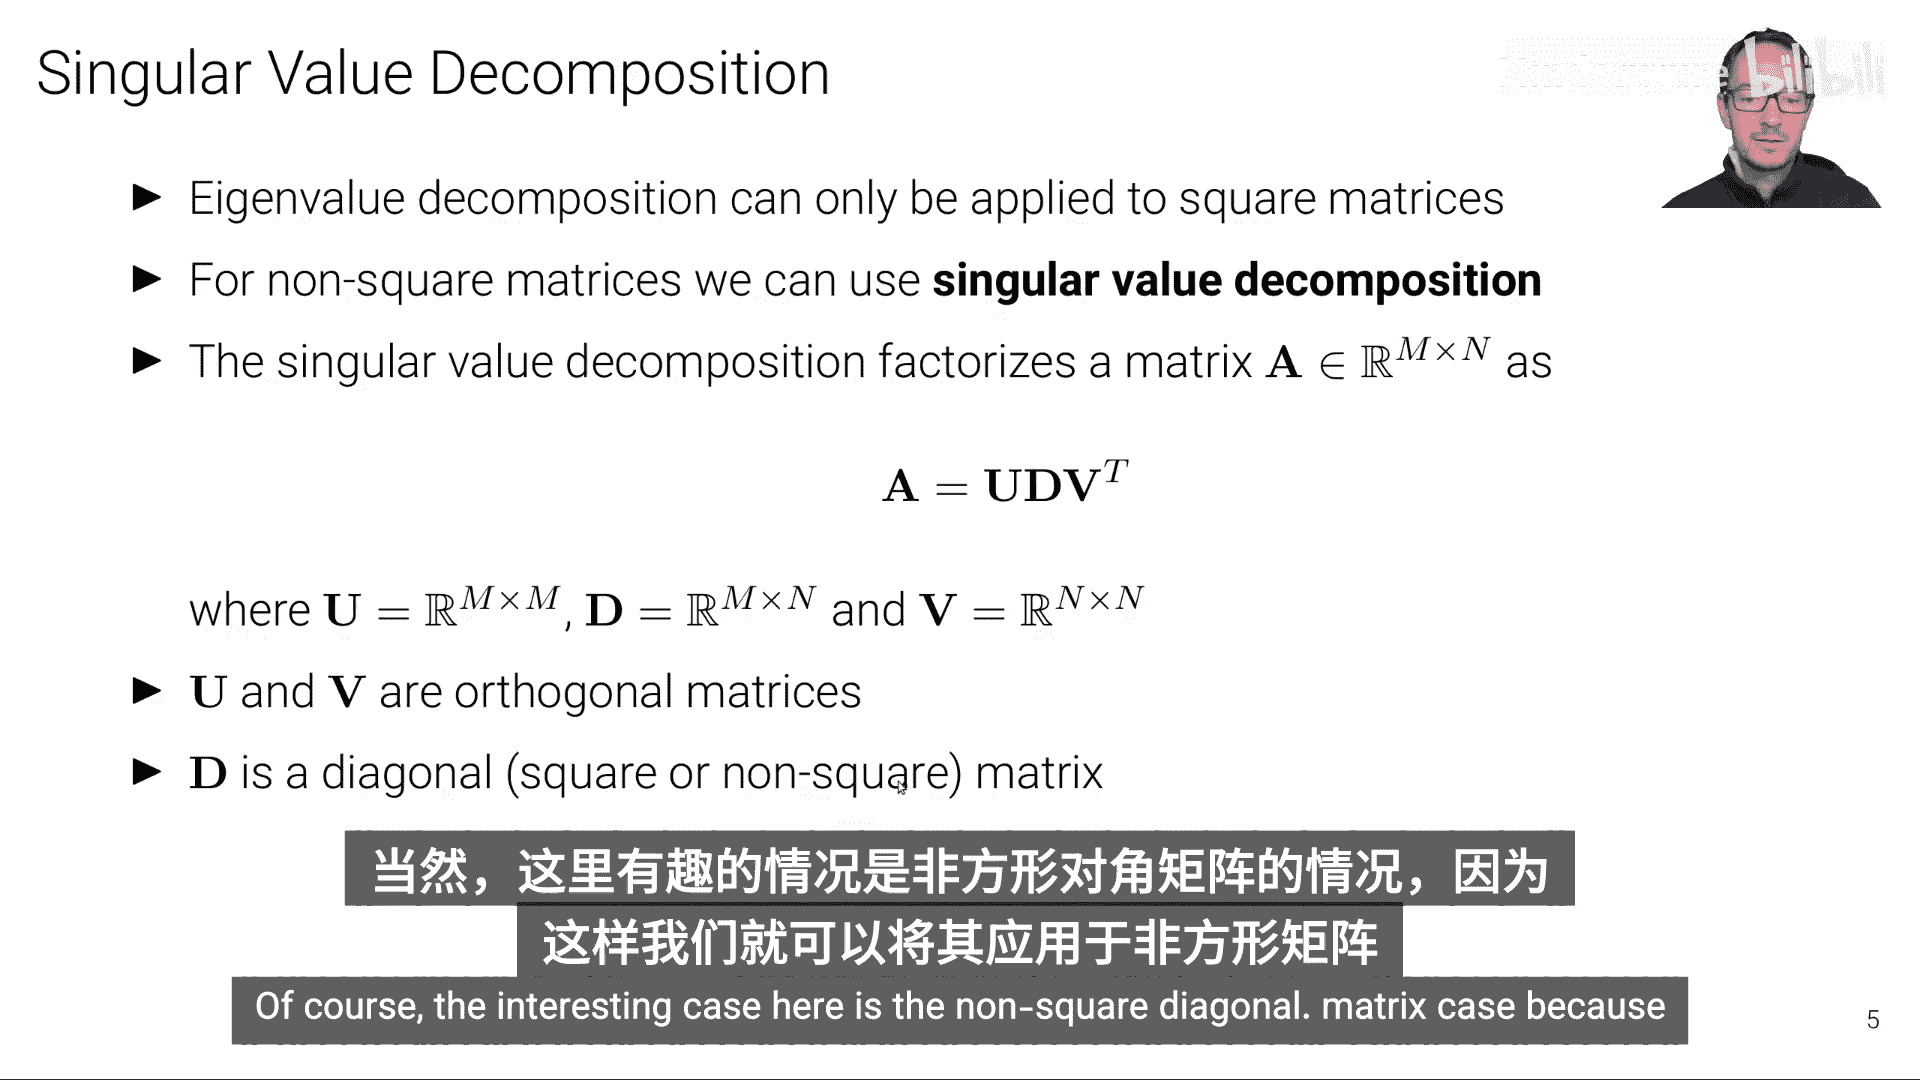 Singular Value Decomposition
bilibili
► Eigenvalue decomposition can only be applied to square matrices
► For non-square matrices we can use singular value decomposition
► The singular value decomposition factorizes a matrix A ∈ ℝ^{M×N} as
A = UDV^T
where U = ℝ^{M×M}, D = ℝ^{M×N} and V = ℝ^{N×N}
► U and V are orthogonal matrices
► D is a diagonal (square or non-square) matrix
当然，这里有趣的情况是非方形对角矩阵的情况，因为
这样我们就可以将其应用于非方形矩阵
Of course, the interesting case here is the non-square diagonal. matrix case because
5